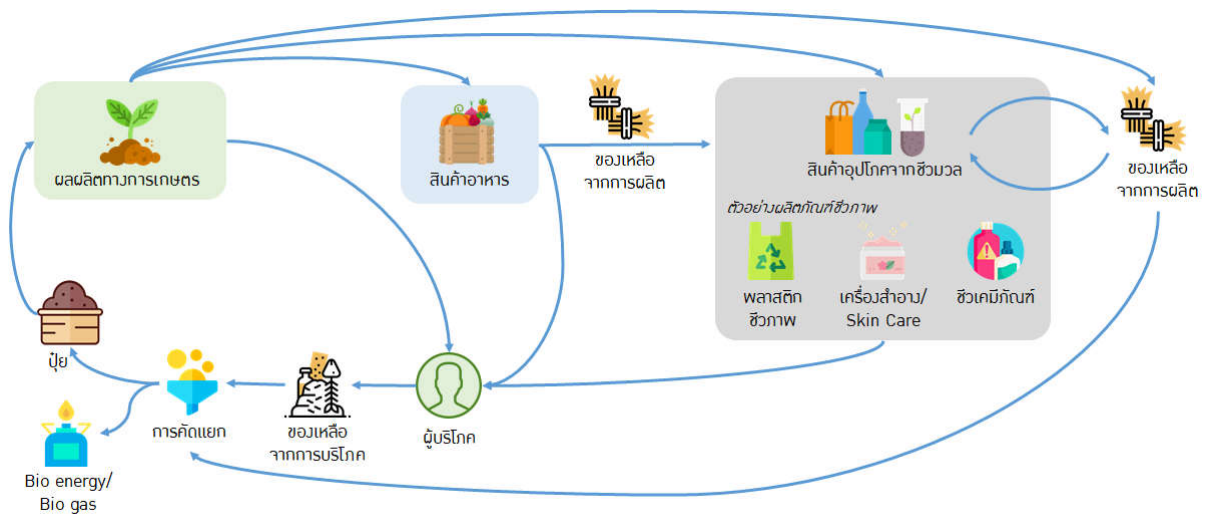 ผลผลิตทางการเกษตร
สินค้าอาหาร
ของเหลือ
จากการผลิต
สินค้าอุปโภคจากชีวมวล
ของเหลือ
จากการผลิต
ตัวอย่างผลิตภัณฑ์ชีวภาพ
พลาสติก
ชีวภาพ
เครื่องสำอาง/
Skin Care
ชีวเคมีภัณฑ์
ปุ๋ย
การคัดแยก
ของเหลือ
จากการบริโภค
ผู้บริโภค
Bio energy/
Bio gas